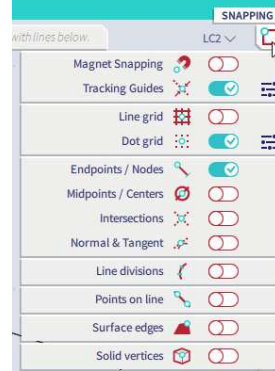 SNAPPING
with lines below.
LC2
Magnet Snapping
Tracking Guides
Line grid
Dot grid
Endpoints / Nodes
Midpoints / Centers
Intersections
Normal & Tangent
Line divisions
Points on line
Surface edges
Solid vertices